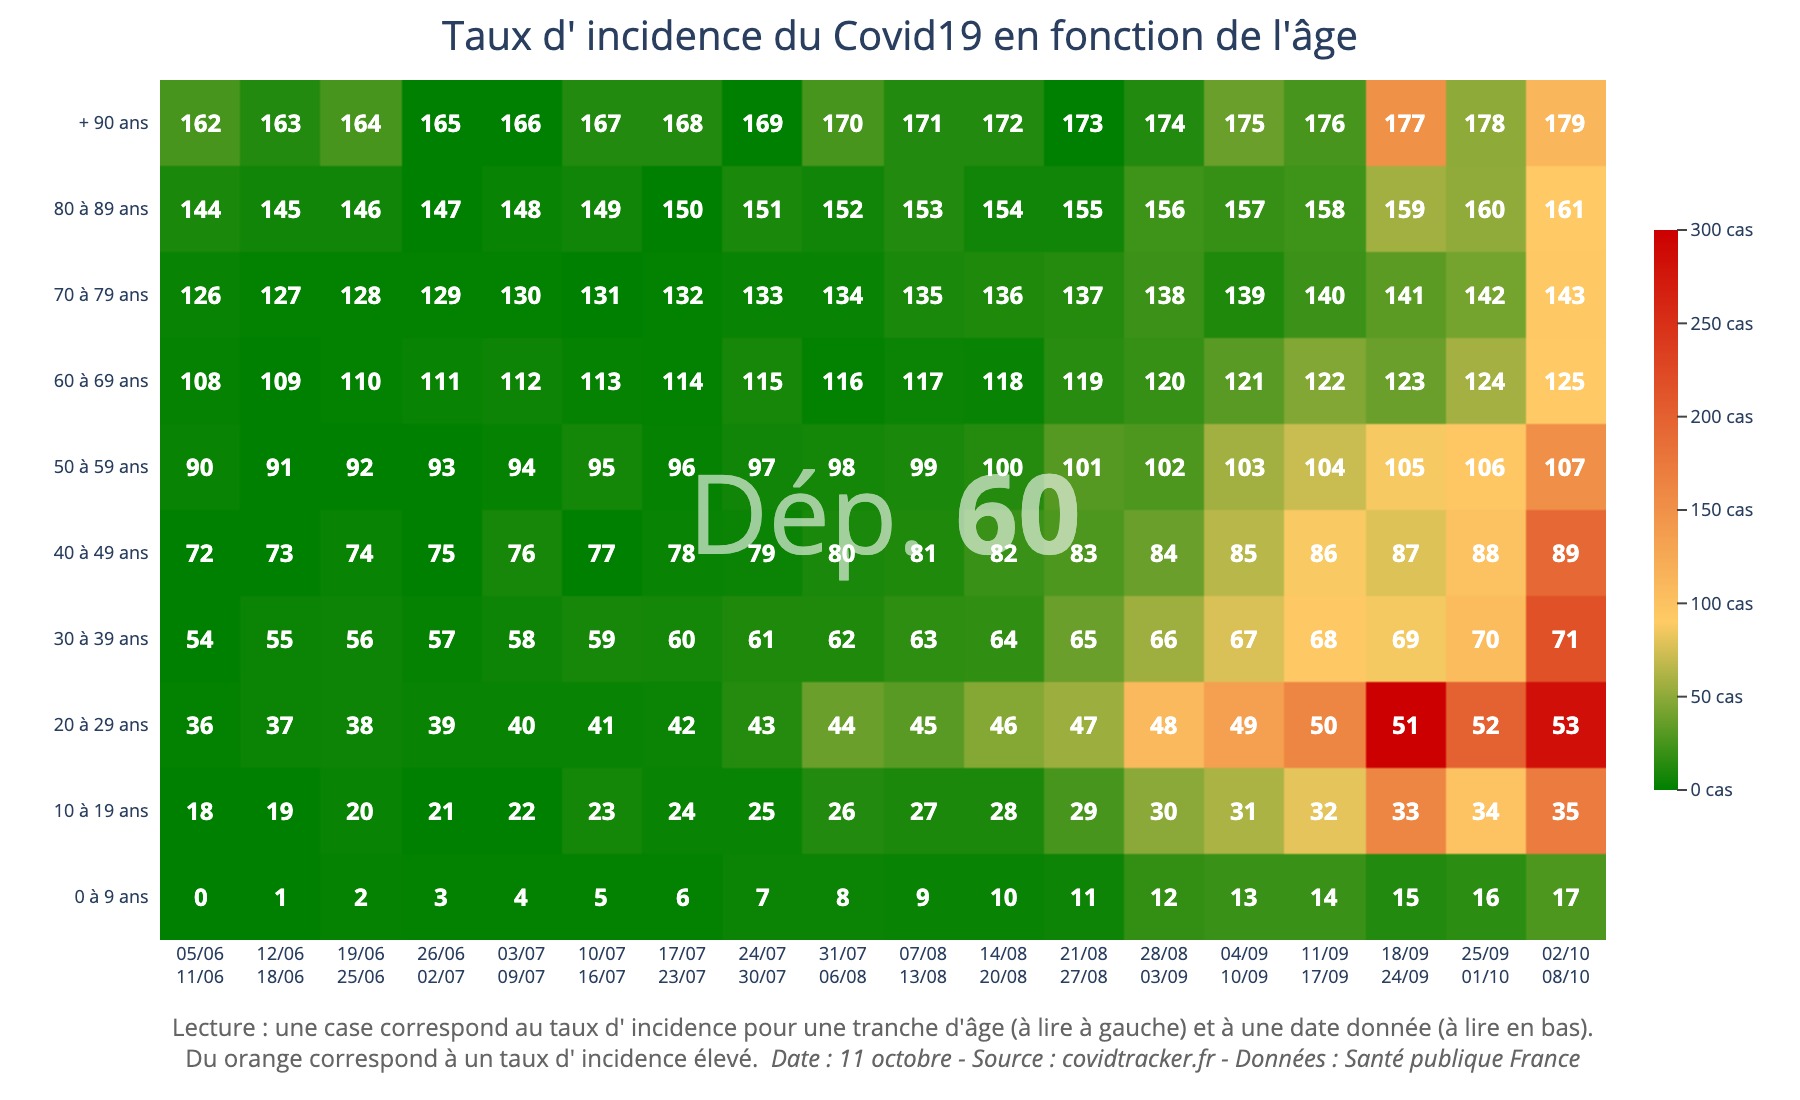 Taux d' incidence du Covid19 en fonction de l'âge
+ 90 ans 162 163 164 165 166 167 168 169 170 171 172 173 174 175 176 177 178 179
80 à 89 ans 144 145 146 147 148 149 150 151 152 153 154 155 156 157 158 159 160 161
70 à 79 ans 126 127 128 129 130 131 132 133 134 135 136 137 138 139 140 141 142 143
60 à 69 ans 108 109 110 111 112 113 114 115 116 117 118 119 120 121 122 123 124 125
50 à 59 ans 90 91 92 93 94 95 96 97 98 99 100 101 102 103 104 105 106 107
Dép. 60
40 à 49 ans 72 73 74 75 76 77 78 79 80 81 82 83 84 85 86 87 88 89
30 à 39 ans 54 55 56 57 58 59 60 61 62 63 64 65 66 67 68 69 70 71
20 à 29 ans 36 37 38 39 40 41 42 43 44 45 46 47 48 49 50 51 52 53
10 à 19 ans 18 19 20 21 22 23 24 25 26 27 28 29 30 31 32 33 34 35
0 à 9 ans 0 1 2 3 4 5 6 7 8 9 10 11 12 13 14 15 16 17
05/06 12/06 19/06 26/06 03/07 10/07 17/07 24/07 31/07 07/08 14/08 21/08 28/08 04/09 11/09 18/09 25/09 02/10
11/06 18/06 25/06 02/07 09/07 16/07 23/07 30/07 06/08 13/08 20/08 27/08 03/09 10/09 17/09 24/09 01/10 08/10
300 cas
250 cas
200 cas
150 cas
100 cas
50 cas
0 cas
Lecture : une case correspond au taux d' incidence pour une tranche d'âge (à lire à gauche) et à une date donnée (à lire en bas).
Du orange correspond à un taux d' incidence élevé. Date : 11 octobre - Source : covidtracker.fr - Données : Santé publique France